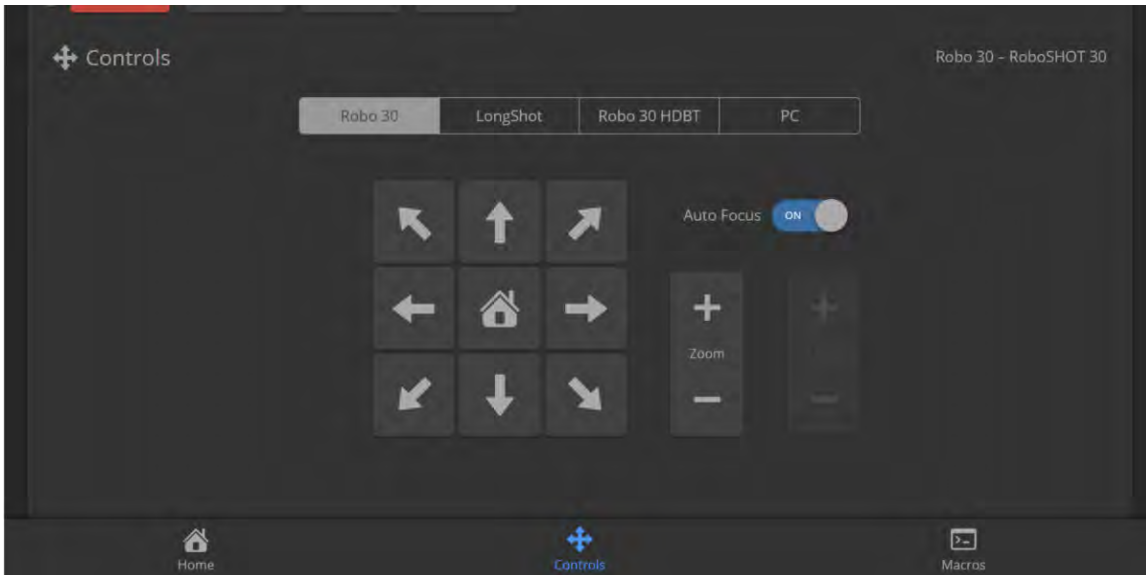 Controls
Robo 30 – RoboSHOT 30
Robo 30
LongShot
Robo 30 HDBT
PC
Auto Focus
ON
Zoom
Home
Controls
Macros